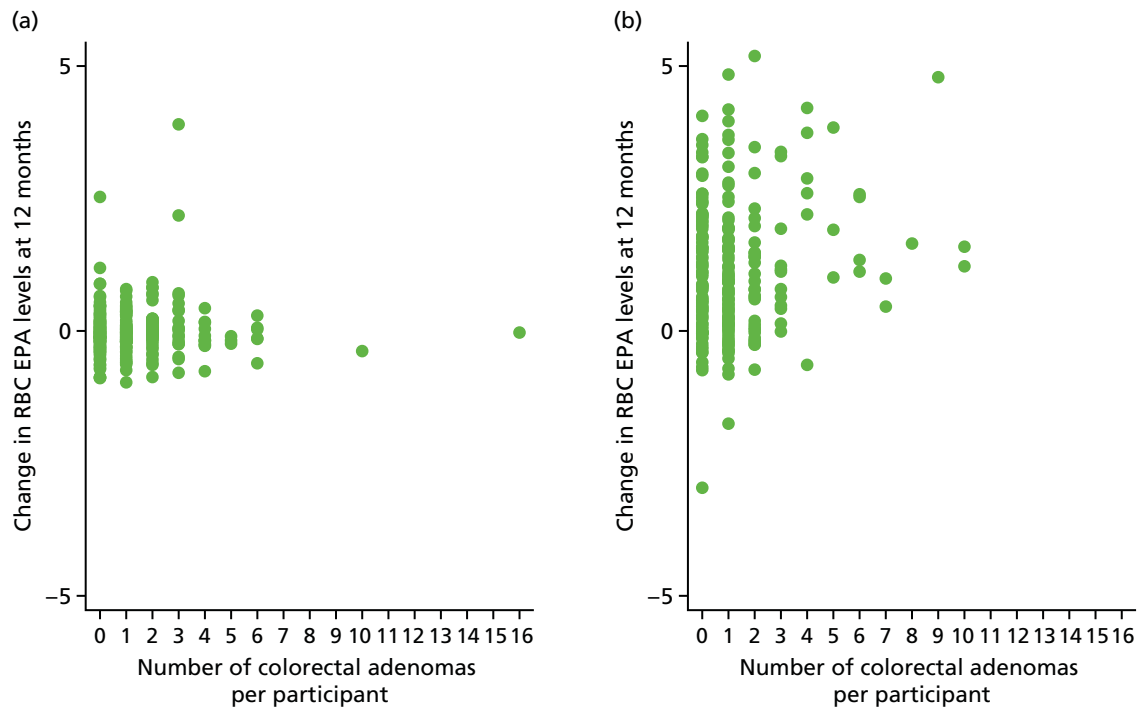 (a)
5
0
−5
Change in RBC EPA levels at 12 months
0 1 2 3 4 5 6 7 8 9 10 11 12 13 14 15 16
Number of colorectal adenomas
per participant
(b)
5
0
−5
Change in RBC EPA levels at 12 months
0 1 2 3 4 5 6 7 8 9 10 11 12 13 14 15 16
Number of colorectal adenomas
per participant